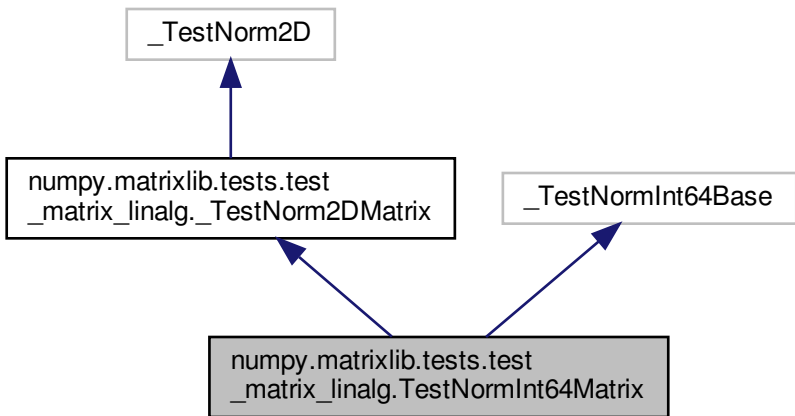 _TestNorm2D
numpy.matrixlib.tests.test
_matrix_linalg._TestNorm2DMatrix
_TestNormInt64Base
numpy.matrixlib.tests.test
_matrix_linalg.TestNormInt64Matrix